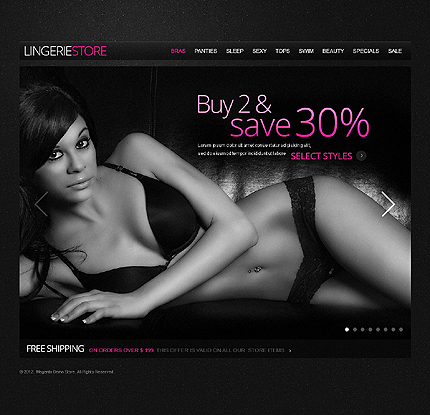 LINGERIESTORE
BRAS PANTIES SLEEP SEXY TOPS SWIM BEAUTY SPECIALS SALE
Buy 2 &
save 30%
Lorem ipsum dolor sit amet conse ctetur adipisicing elit,
sed do eiusmod tempor incididunt ut labore
SELECT STYLES
FREE SHIPPING ON ORDERS OVER $ 199 THIS OFFER IS VALID ON ALL OUR STORE ITEMS
© 2012 Magento Demo Store. All Rights Reserved.